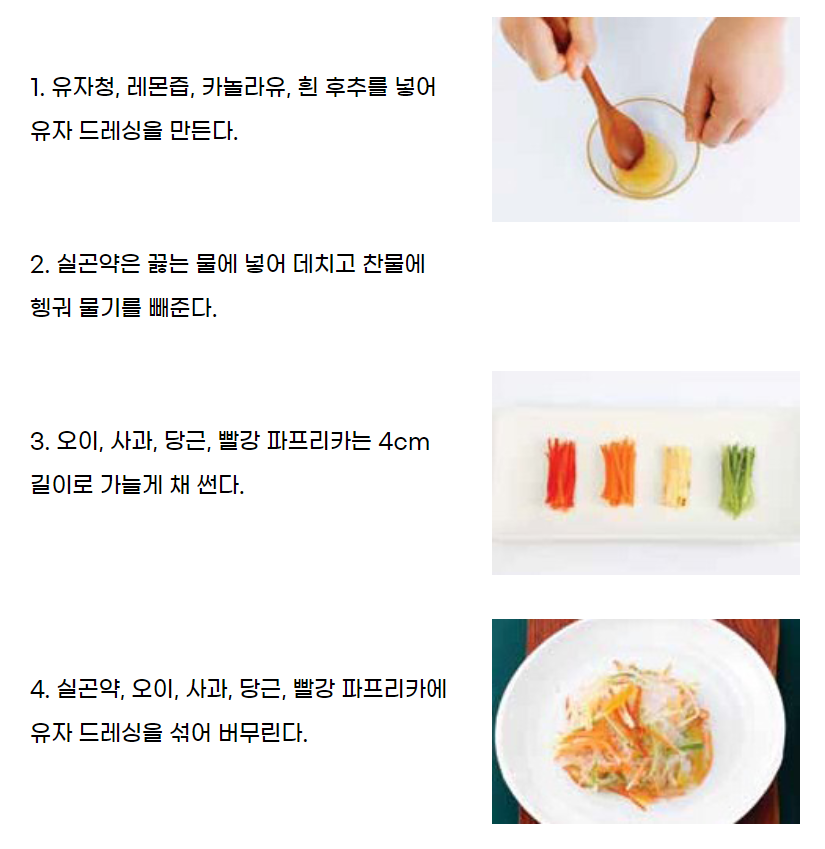 1. 유자청, 레몬즙, 카놀라유, 흰 후추를 넣어
유자 드레싱을 만든다.
2. 실곤약은 끓는 물에 넣어 데치고 찬물에
헹궈 물기를 빼준다.
3. 오이, 사과, 당근, 빨강 파프리카는 4cm
길이로 가늘게 채 썬다.
4. 실곤약, 오이, 사과, 당근, 빨강 파프리카에
유자 드레싱을 섞어 버무린다.